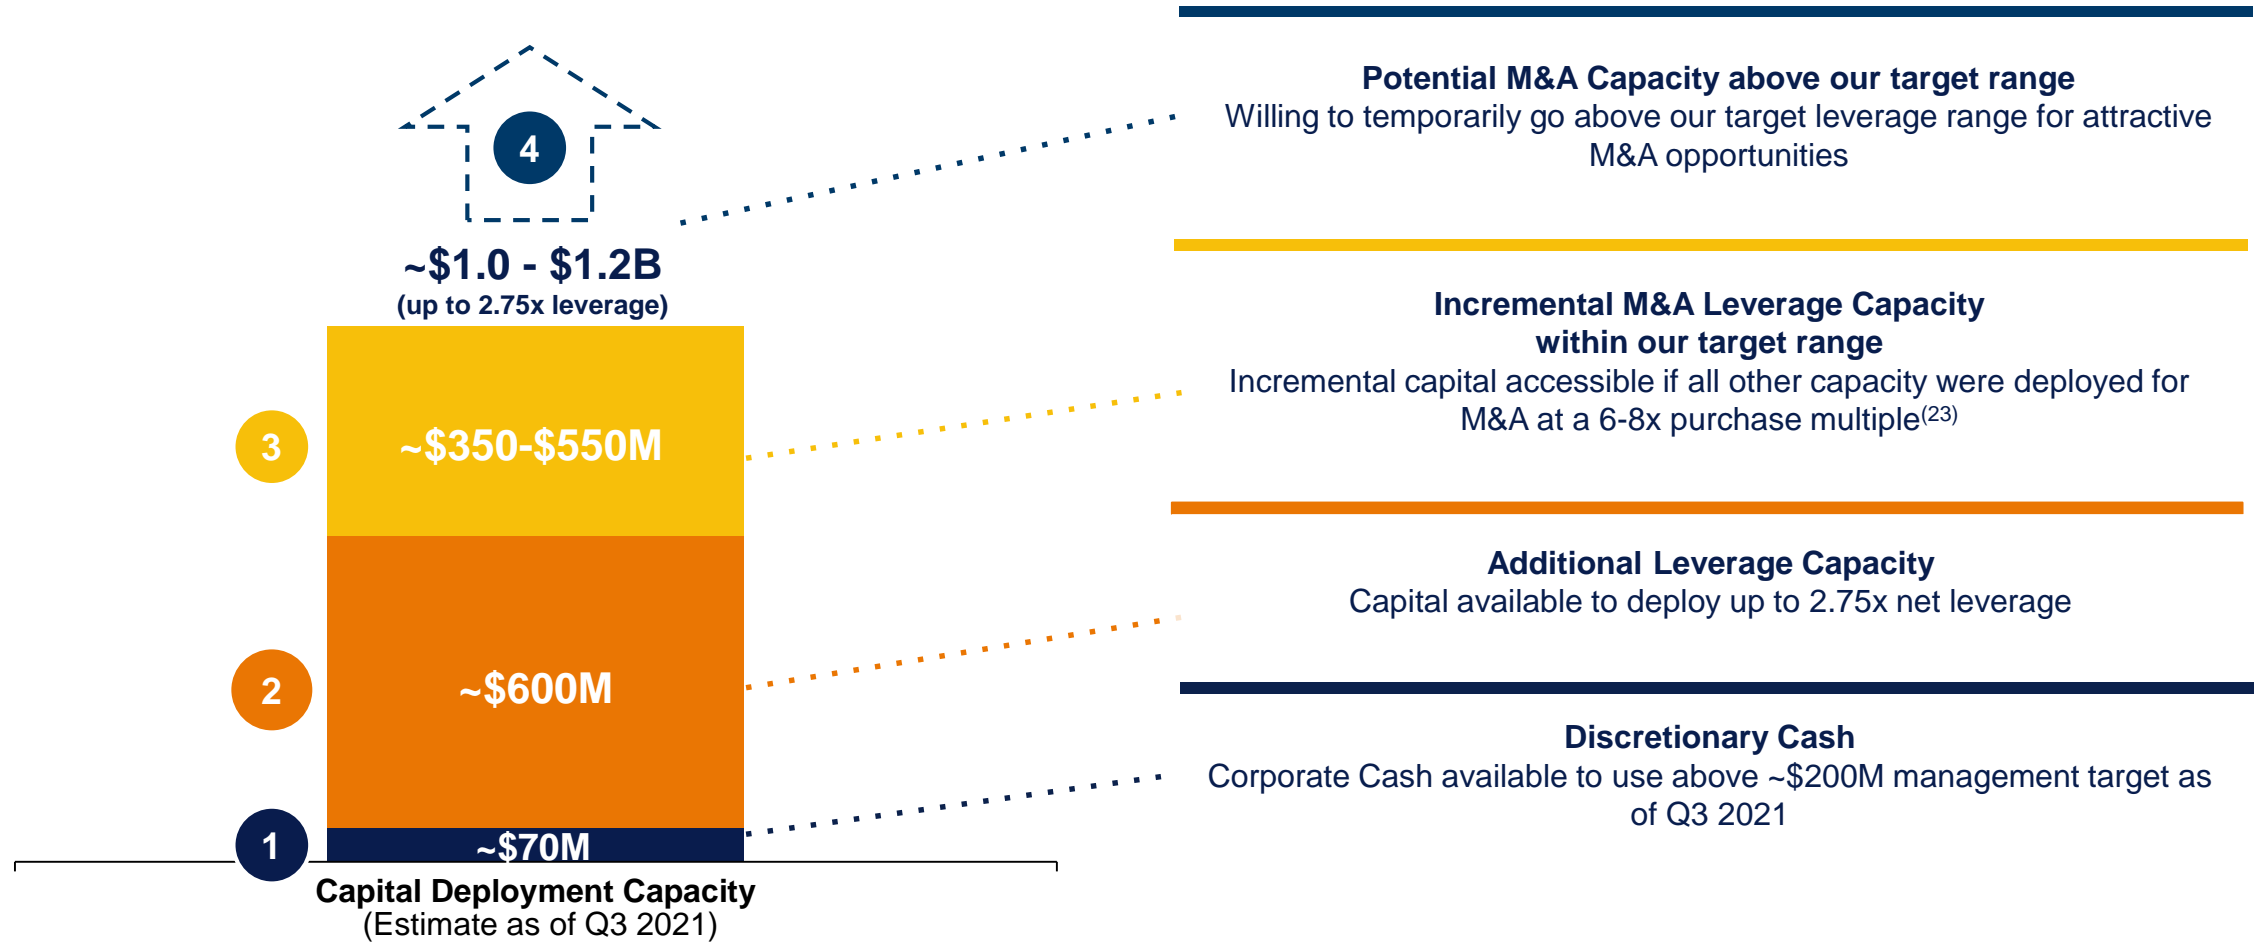 4
~$1.0 - $1.2B
(up to 2.75x leverage)
3
~$350-$550M
2
~$600M
1
~$70M
Capital Deployment Capacity
(Estimate as of Q3 2021)
Potential M&A Capacity above our target range
Willing to temporarily go above our target leverage range for attractive
M&A opportunities
Incremental M&A Leverage Capacity
within our target range
Incremental capital accessible if all other capacity were deployed for
M&A at a 6-8x purchase multiple(23)
Additional Leverage Capacity
Capital available to deploy up to 2.75x net leverage
Discretionary Cash
Corporate Cash available to use above ~$200M management target as
of Q3 2021